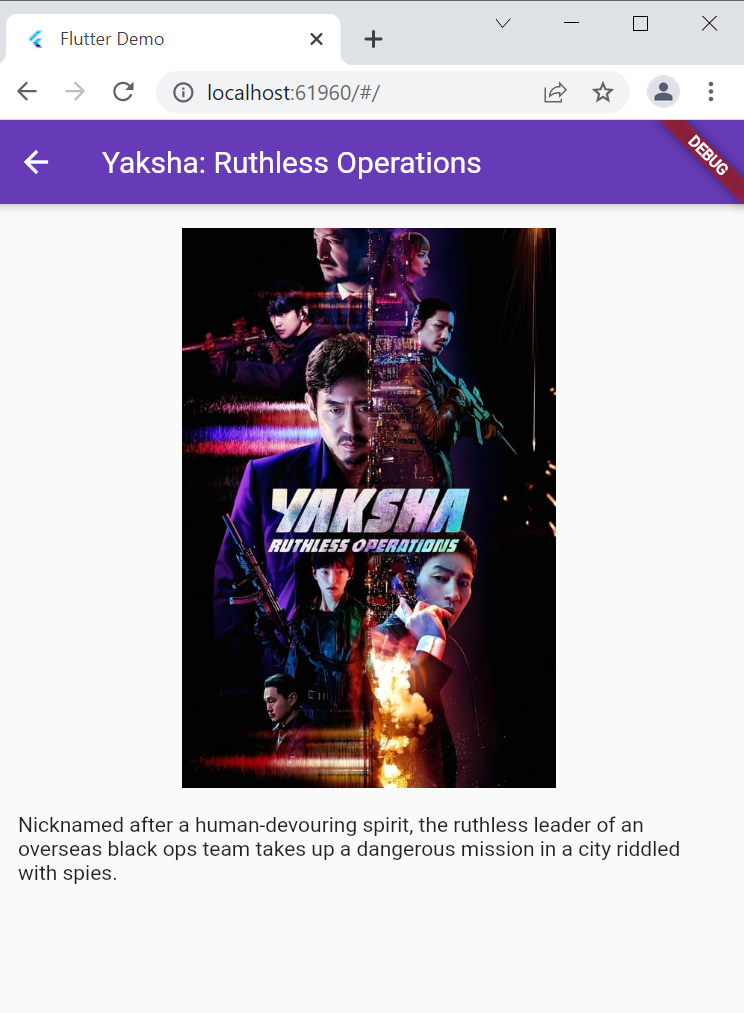 Flutter Demo
localhost:61960/#/
Yaksha: Ruthless Operations
DEBUG
YAKSHA
RUTHLESS OPERATIONS
Nicknamed after a human-devouring spirit, the ruthless leader of an
overseas black ops team takes up a dangerous mission in a city riddled
with spies.